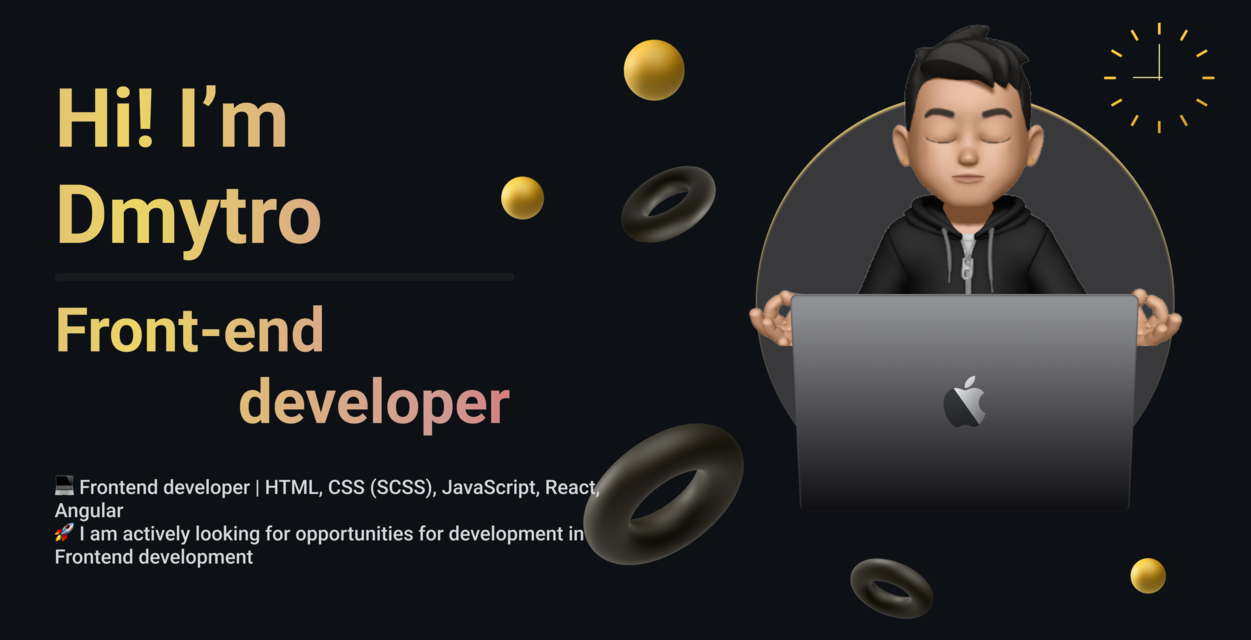 Hi! I’m
Dmytro
Front-end
developer
💻 Frontend developer | HTML, CSS (SCSS), JavaScript, React,
Angular
🚀 I am actively looking for opportunities for development in
Frontend development